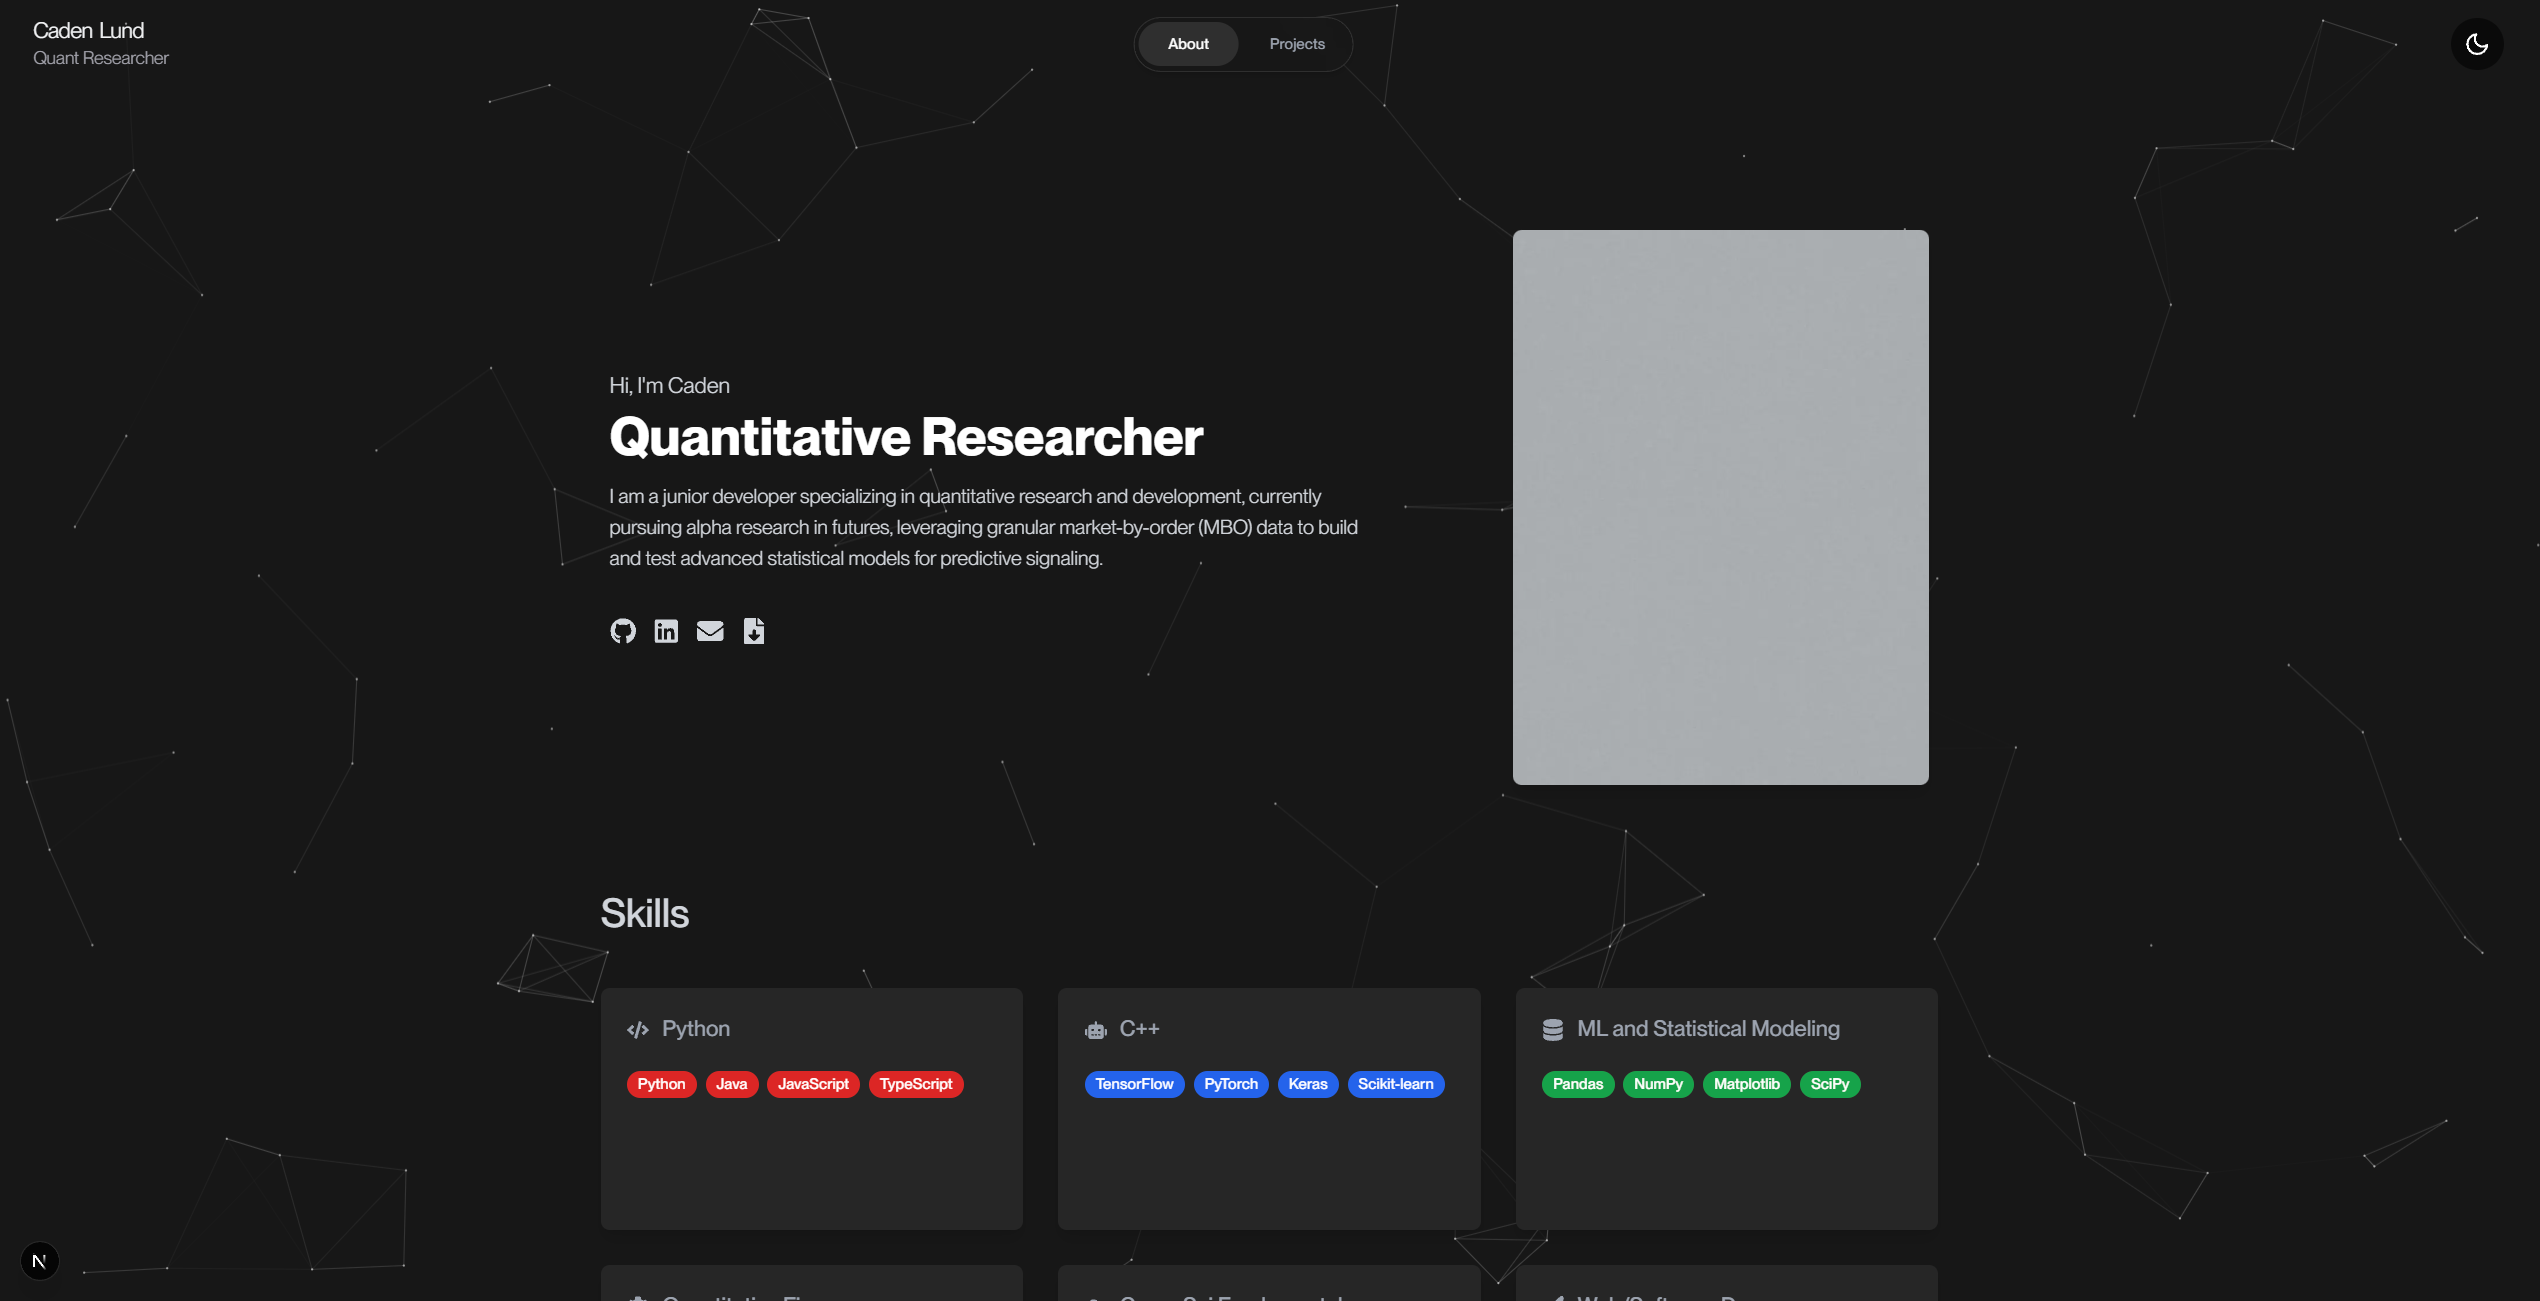 Caden Lund
Quant Researcher
About
Projects
Hi, I'm Caden
Quantitative Researcher
I am a junior developer specializing in quantitative research and development, currently
pursuing alpha research in futures, leveraging granular market-by-order (MBO) data to build
and test advanced statistical models for predictive signaling.
Skills
Python
Python Java JavaScript TypeScript
C++
TensorFlow PyTorch Keras Scikit-learn
ML and Statistical Modeling
Pandas NumPy Matplotlib SciPy